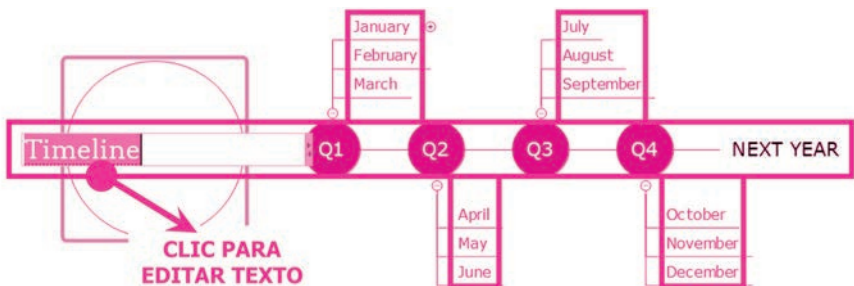 January
February
March
July
August
September
Timeline
Q1
Q2
Q3
Q4
NEXT YEAR
CLIC PARA
EDITAR TEXTO
April
May
June
October
November
December